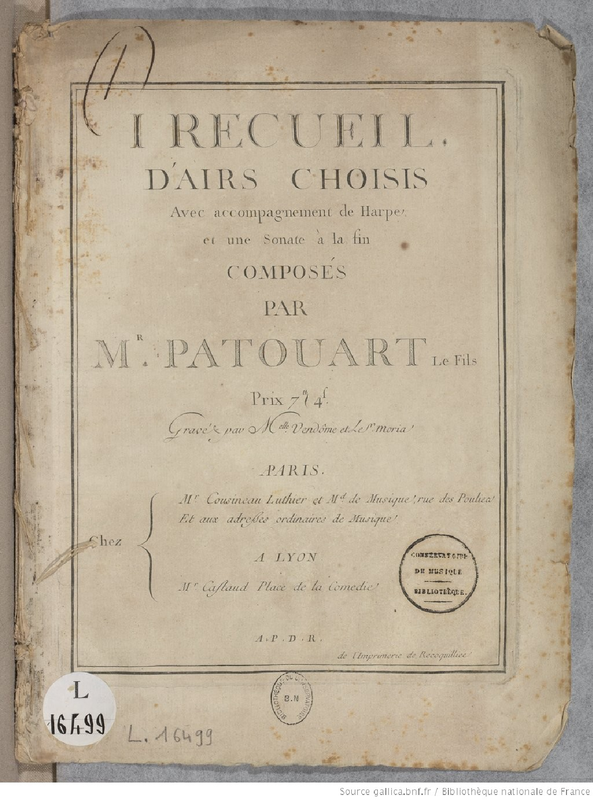 (1)
I RECUEIL.
D'AIRS CHOISIS
Avec accompagnement de Harpe
et une Sonate à la fin
COMPOSÉS
PAR
Mr. PATOUART Le Fils
Prix 7tt 4s.
Gravé par Melle Vendôme et Le Sr. Moria
A PARIS.
Chez
Mr Cousineau Luthier et Md de Musique, rue des Poulies
Et aux adresses ordinaires de Musique
A LYON
Mr Castaud Place de la Comedie
A.P.D.R.
de l'Imprimerie de Recoquilliee
CONSERVATOIRE
DE MUSIQUE
BIBLIOTHÈQUE.
B.N
L
16499
L. 16499
Source gallica.bnf.fr / Bibliothèque nationale de France